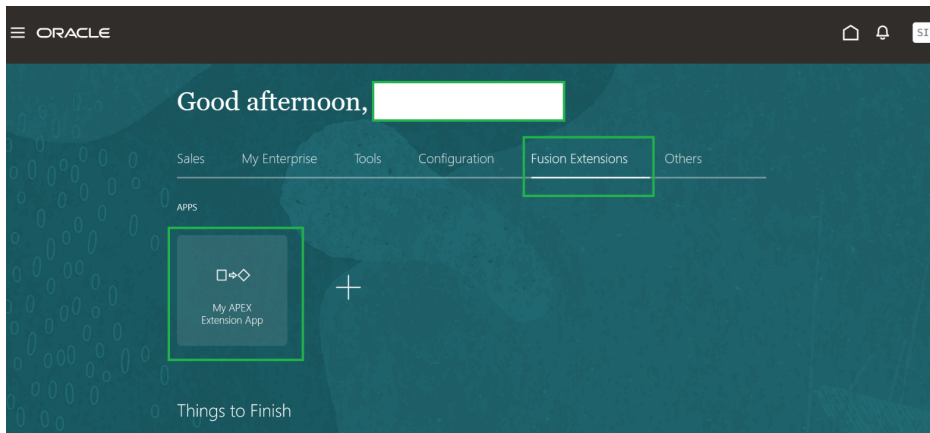 ORACLE
SI
Good afternoon,
Sales My Enterprise Tools Configuration Fusion Extensions Others
APPS
My APEX
Extension App
Things to Finish